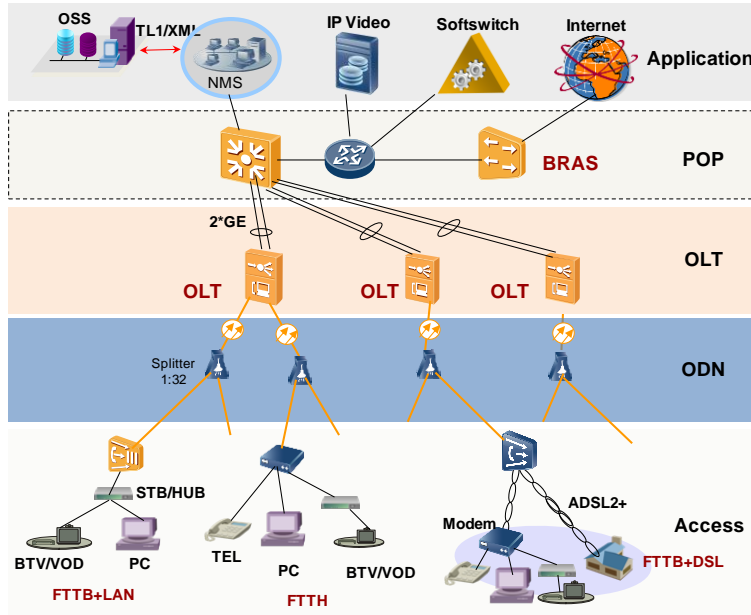 OSS
TL1/XML
NMS
IP Video
Softswitch
Internet
Application
BRAS
POP
2*GE
OLT
OLT
OLT
OLT
Splitter
1:32
ODN
STB/HUB
BTV/VOD
PC
FTTB+LAN
TEL
PC
BTV/VOD
FTTH
ADSL2+
Modem
FTTB+DSL
Access